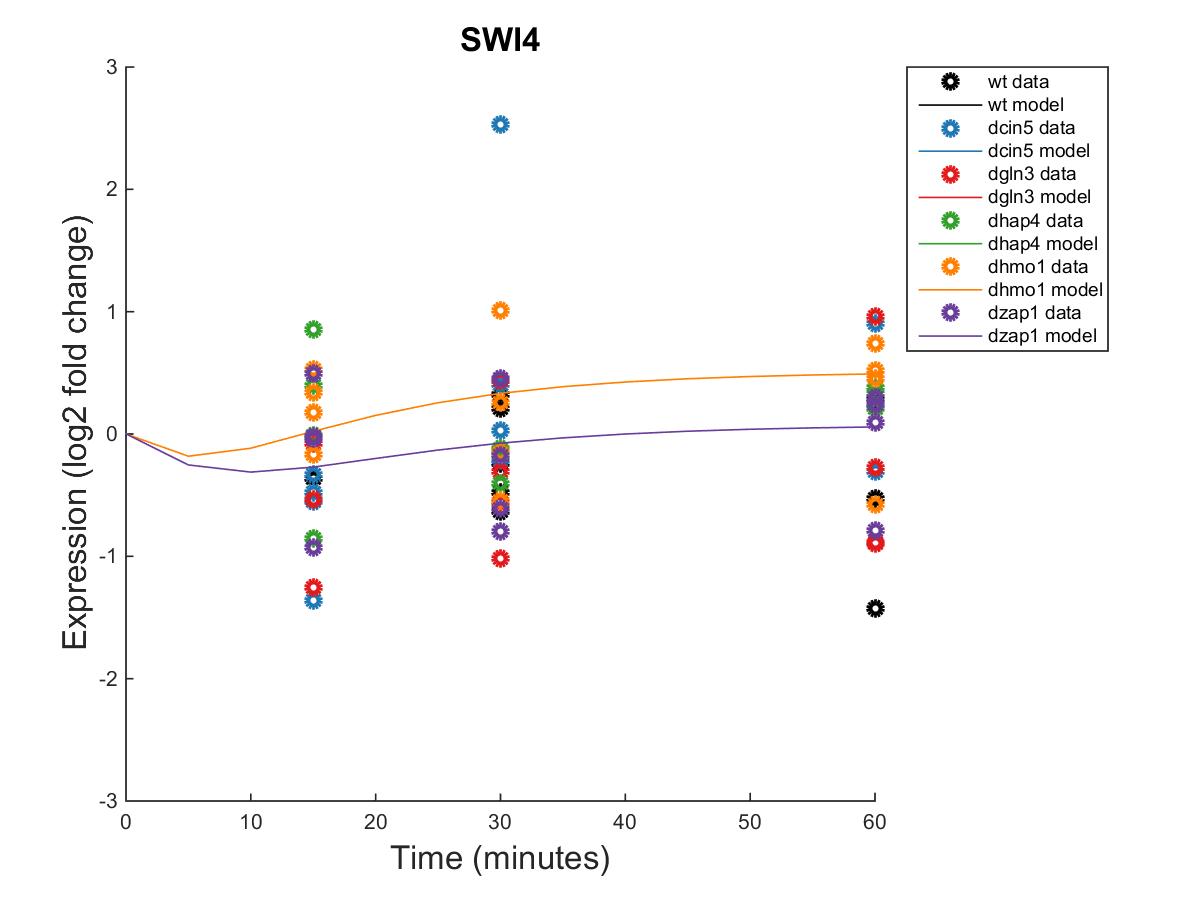 SWI4
3
2
1
0
-1
-2
-3
Expression (log2 fold change)
0 10 20 30 40 50 60
Time (minutes)
wt data
wt model
dcin5 data
dcin5 model
dgln3 data
dgln3 model
dhap4 data
dhap4 model
dhmo1 data
dhmo1 model
dzap1 data
dzap1 model